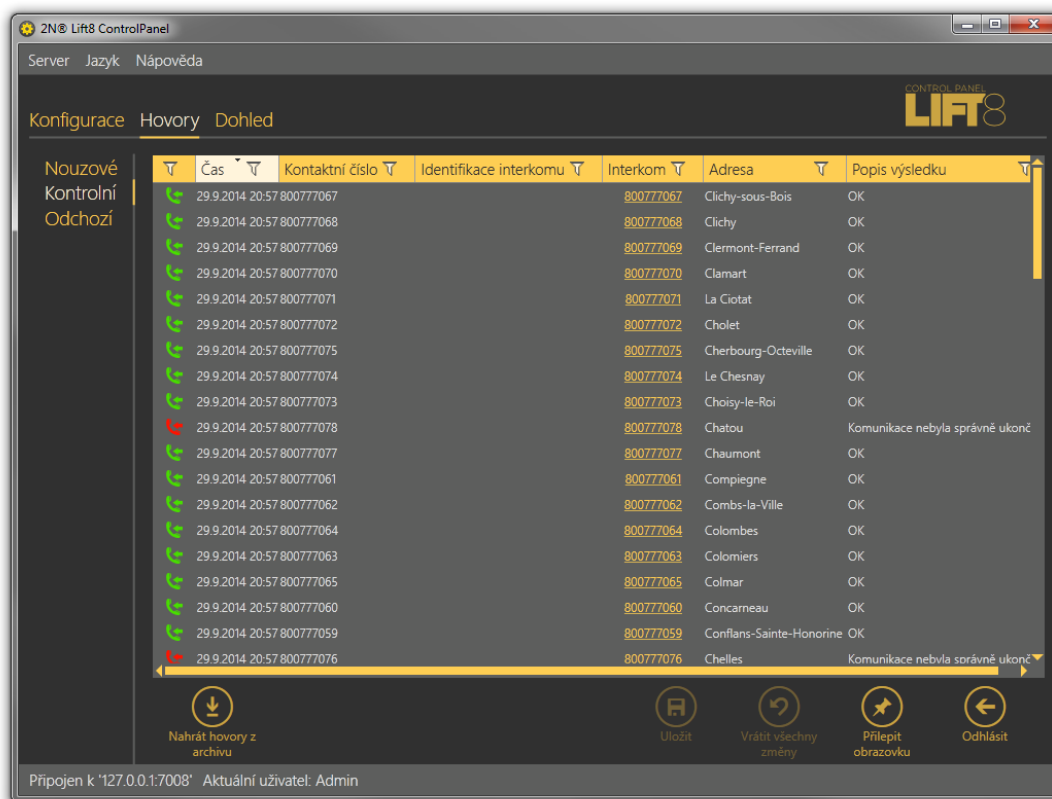 2N® Lift8 ControlPanel
Server Jazyk Nápověda
CONTROL PANEL
LIFT8
Konfigurace Hovory Dohled
Nouzové
Kontrolní
Odchozí
Čas Kontaktní číslo Identifikace interkomu Interkom Adresa Popis výsledku
29.9.2014 20:57 800777067 800777067 Clichy-sous-Bois OK
29.9.2014 20:57 800777068 800777068 Clichy OK
29.9.2014 20:57 800777069 800777069 Clermont-Ferrand OK
29.9.2014 20:57 800777070 800777070 Clamart OK
29.9.2014 20:57 800777071 800777071 La Ciotat OK
29.9.2014 20:57 800777072 800777072 Cholet OK
29.9.2014 20:57 800777075 800777075 Cherbourg-Octeville OK
29.9.2014 20:57 800777074 800777074 Le Chesnay OK
29.9.2014 20:57 800777073 800777073 Choisy-le-Roi OK
29.9.2014 20:57 800777078 800777078 Chatou Komunikace nebyla správně ukonč
29.9.2014 20:57 800777077 800777077 Chaumont OK
29.9.2014 20:57 800777061 800777061 Compiegne OK
29.9.2014 20:57 800777062 800777062 Combs-la-Ville OK
29.9.2014 20:57 800777064 800777064 Colombes OK
29.9.2014 20:57 800777063 800777063 Colomiers OK
29.9.2014 20:57 800777065 800777065 Colmar OK
29.9.2014 20:57 800777060 800777060 Concarneau OK
29.9.2014 20:57 800777059 800777059 Conflans-Sainte-Honorine OK
29.9.2014 20:57 800777076 800777076 Chelles Komunikace nebyla správně ukonč
Nahrát hovory z
archivu
Uložit
Vrátit všechny
změny
Přilepit
obrazovku
Odhlásit
Připojen k '127.0.0.1:7008' Aktuální uživatel: Admin